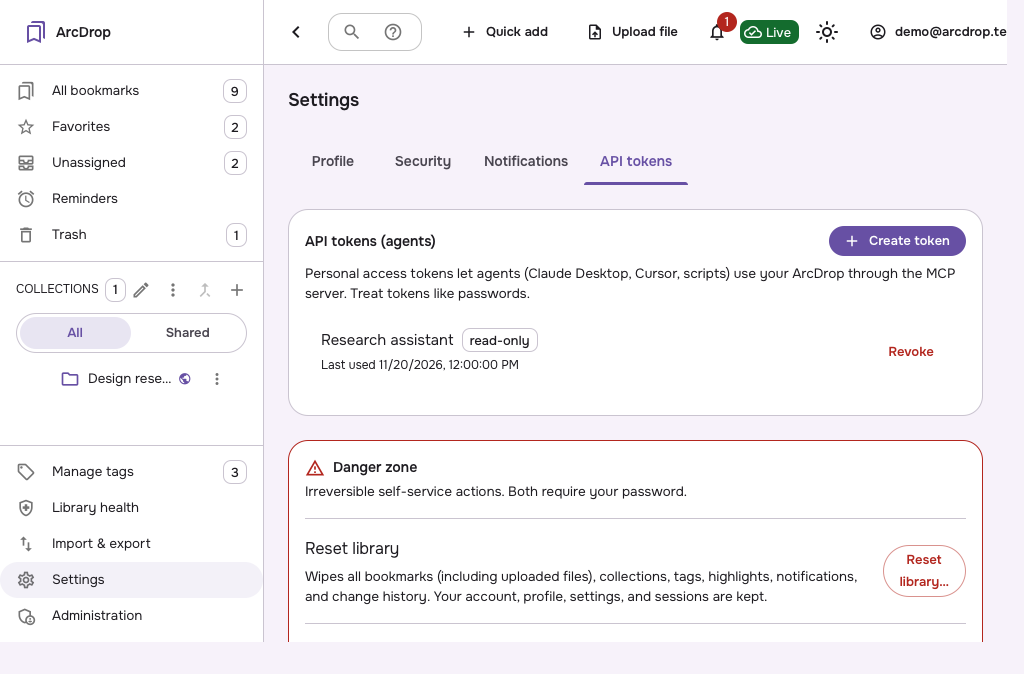 ArcDrop
Quick add
Upload file
1
Live
demo@arcdrop.te
All bookmarks
9
Favorites
2
Unassigned
2
Reminders
Trash
1
COLLECTIONS
1
All
Shared
Design rese...
Manage tags
3
Library health
Import & export
Settings
Administration
Settings
Profile
Security
Notifications
API tokens
API tokens (agents)
Create token
Personal access tokens let agents (Claude Desktop, Cursor, scripts) use your ArcDrop through the MCP
server. Treat tokens like passwords.
Research assistant
read-only
Last used 11/20/2026, 12:00:00 PM
Revoke
Danger zone
Irreversible self-service actions. Both require your password.
Reset library
Wipes all bookmarks (including uploaded files), collections, tags, highlights, notifications,
and change history. Your account, profile, settings, and sessions are kept.
Reset
library...